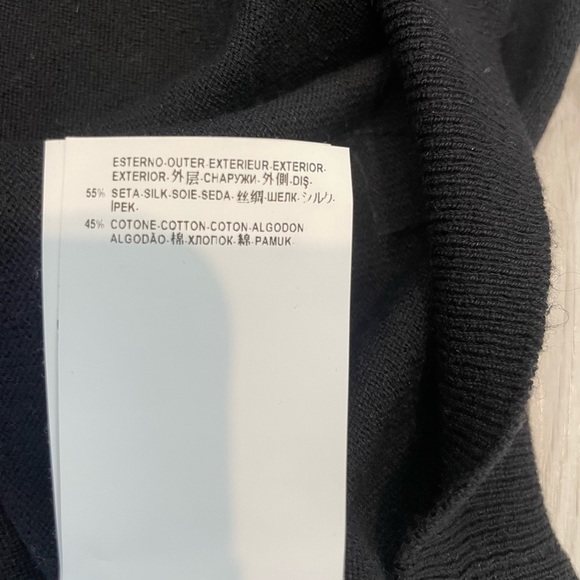 ESTERNO-OUTER-EXTERIEUR-EXTERIOR-
EXTERIOR-外层-СНАРУЖИ-外側-DIŞ-
55% SETA-SILK-SOIE-SEDA-丝绸-ШЕЛК-シルク-
İPEK-
45% COTONE-COTTON-COTON-ALGODON
ALGODÃO-棉-ХЛОПОК-綿-PAMUK-